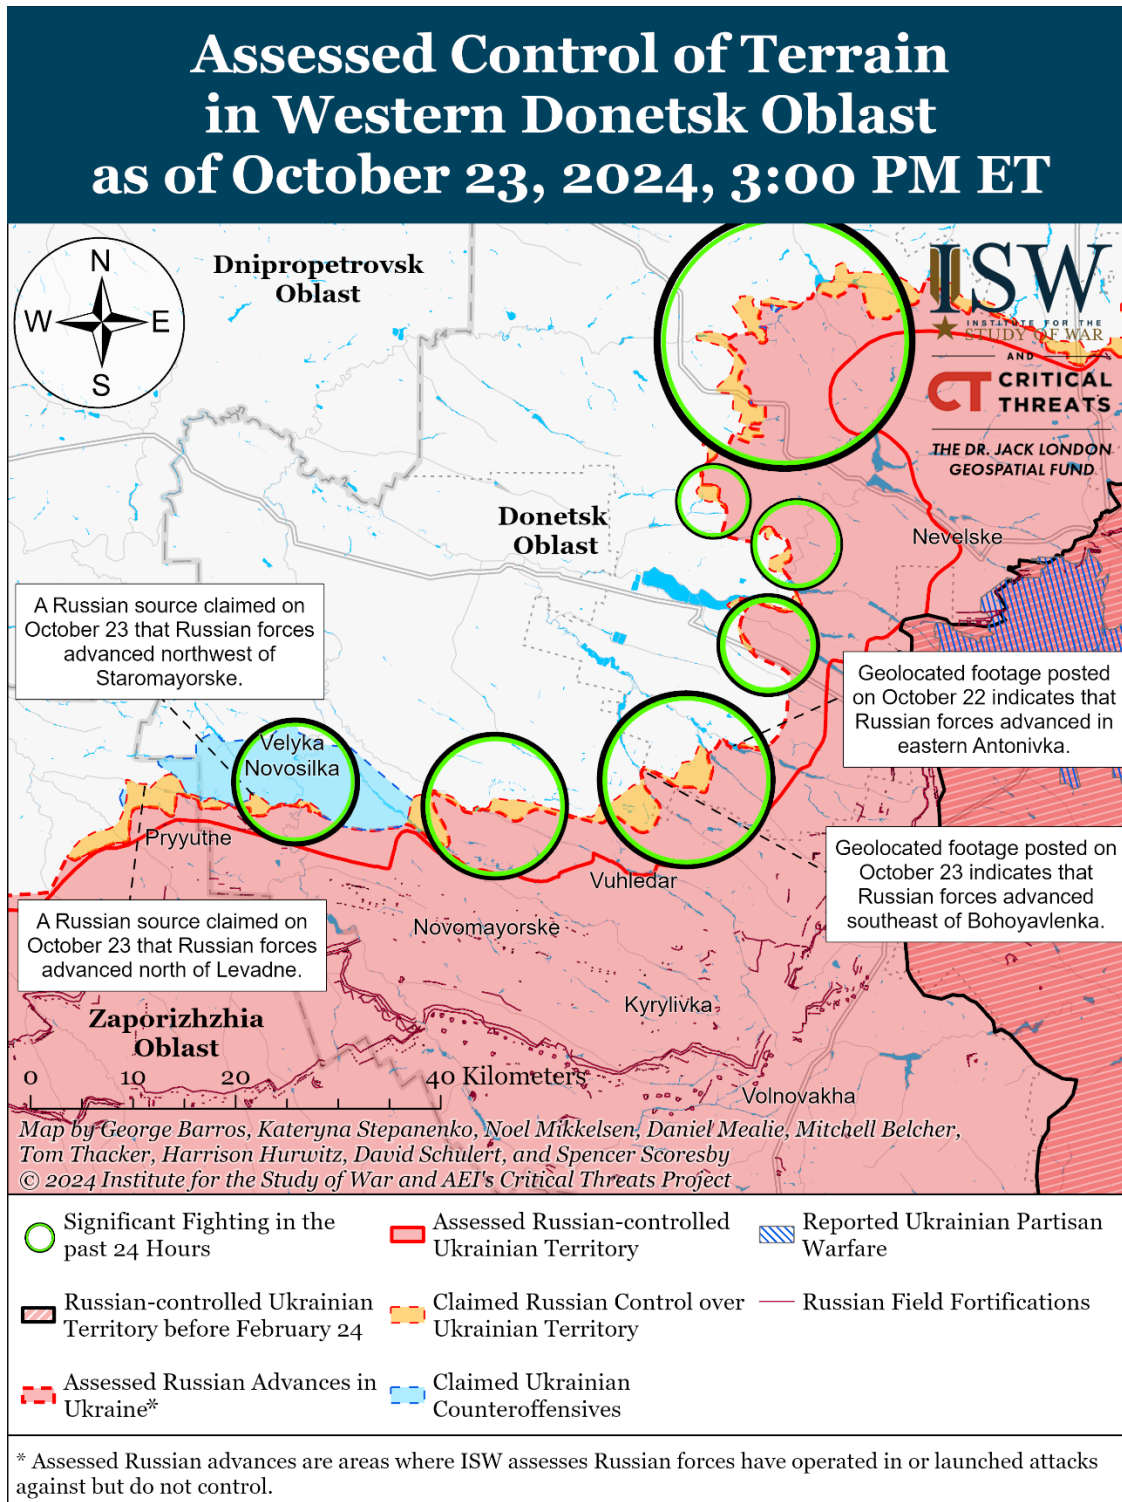 Assessed Control of Terrain
in Western Donetsk Oblast
as of October 23, 2024, 3:00 PM ET
N
W
E
S
Dnipropetrovsk
Oblast
ISW
INSTITUTE FOR THE
STUDY OF WAR
AND
CT CRITICAL
THREATS
THE DR. JACK LONDON
GEOSPATIAL FUND
Donetsk
Oblast
Nevelske
A Russian source claimed on
October 23 that Russian forces
advanced northwest of
Staromayorske.
Geolocated footage posted
on October 22 indicates that
Russian forces advanced in
eastern Antonivka.
Velyka
Novosilka
Pryyuthe
Geolocated footage posted on
October 23 indicates that
Russian forces advanced
southeast of Bohoyavlenka.
Vuhledar
A Russian source claimed on
October 23 that Russian forces
advanced north of Levadne.
Novomayorske
Kyrylivka
Zaporizhzhia
Oblast
0 10 20 40 Kilometers
Volnovakha
Map by George Barros, Kateryna Stepanenko, Noel Mikkelsen, Daniel Mealie, Mitchell Belcher,
Tom Thacker, Harrison Hurwitz, David Schulert, and Spencer Scoresby
© 2024 Institute for the Study of War and AEI's Critical Threats Project
Significant Fighting in the
past 24 Hours
Assessed Russian-controlled
Ukrainian Territory
Reported Ukrainian Partisan
Warfare
Russian-controlled Ukrainian
Territory before February 24
Claimed Russian Control over
Ukrainian Territory
Russian Field Fortifications
Assessed Russian Advances in
Ukraine*
Claimed Ukrainian
Counteroffensives
* Assessed Russian advances are areas where ISW assesses Russian forces have operated in or launched attacks
against but do not control.